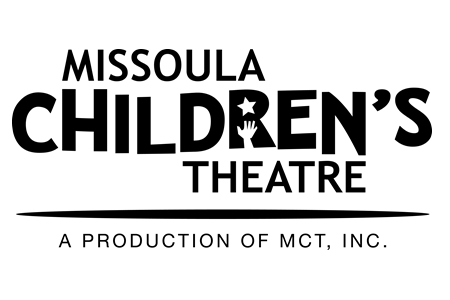 MISSOULA
CHILDREN'S
THEATRE
A PRODUCTION OF MCT, INC.